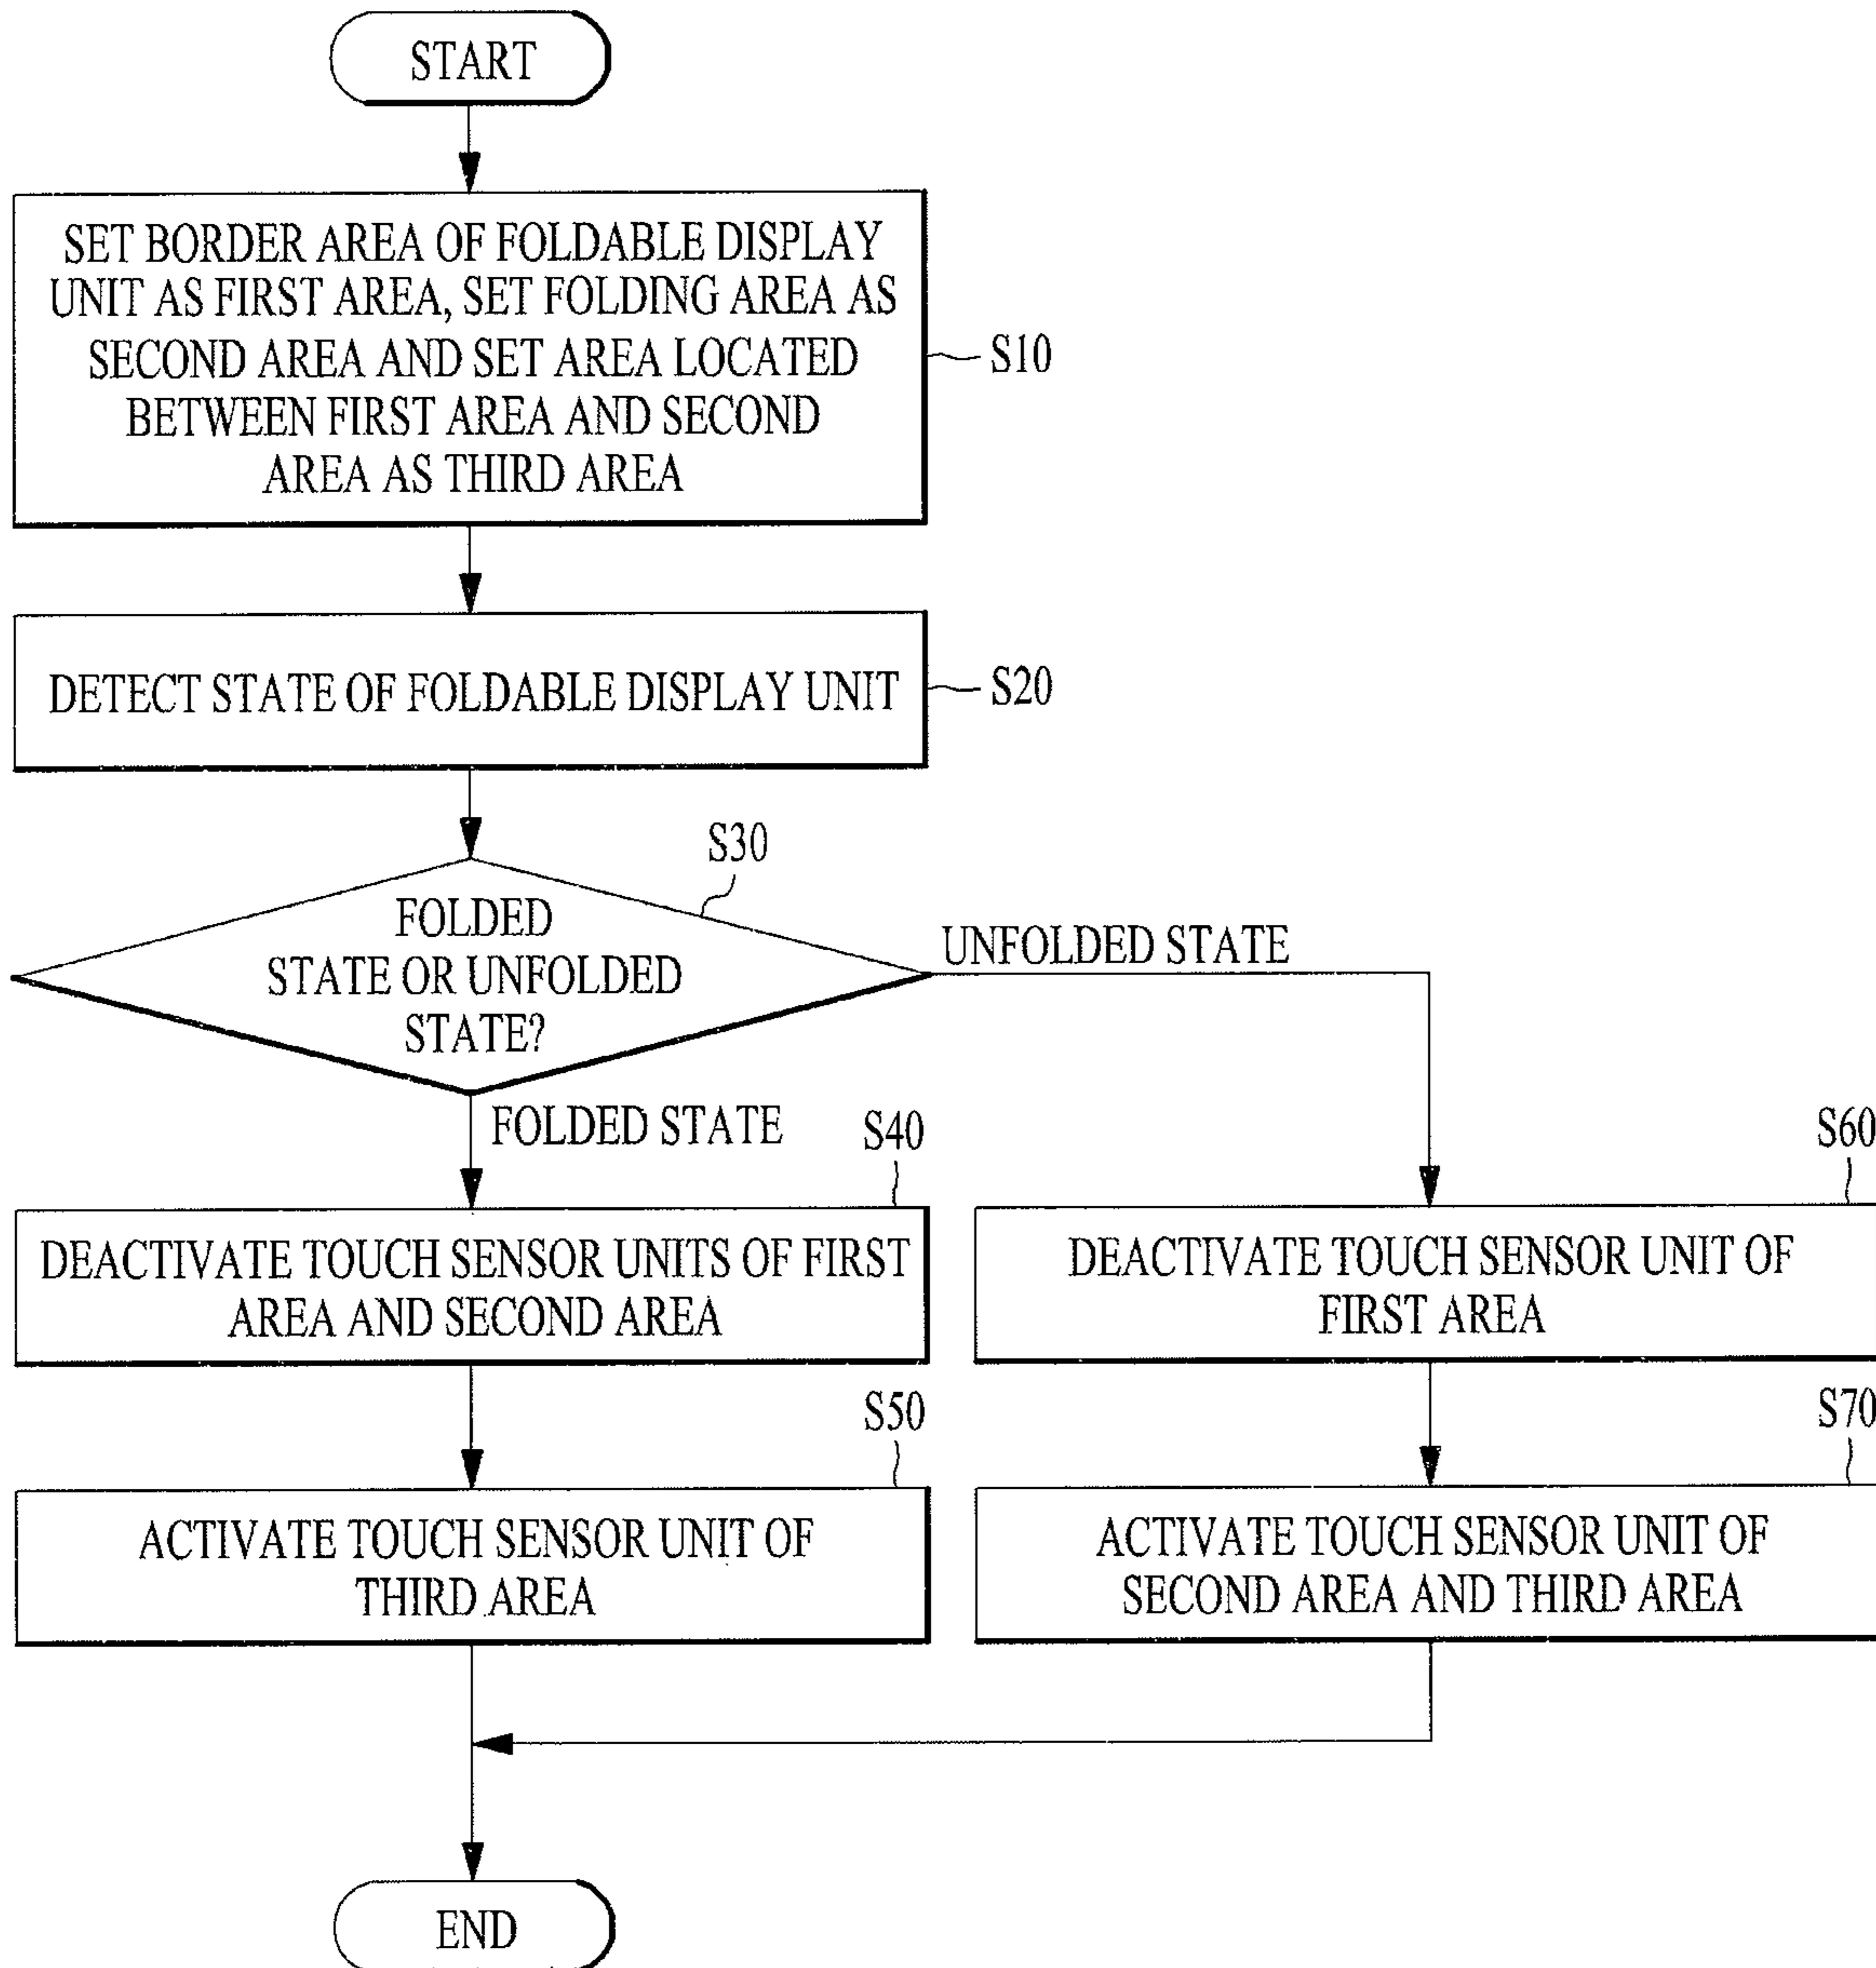 START
SET BORDER AREA OF FOLDABLE DISPLAY
UNIT AS FIRST AREA, SET FOLDING AREA AS
SECOND AREA AND SET AREA LOCATED
BETWEEN FIRST AREA AND SECOND
AREA AS THIRD AREA
S10
DETECT STATE OF FOLDABLE DISPLAY UNIT
S20
S30
FOLDED
STATE OR UNFOLDED
STATE?
UNFOLDED STATE
FOLDED STATE
S40
DEACTIVATE TOUCH SENSOR UNITS OF FIRST
AREA AND SECOND AREA
S60
DEACTIVATE TOUCH SENSOR UNIT OF
FIRST AREA
S50
ACTIVATE TOUCH SENSOR UNIT OF
THIRD AREA
S70
ACTIVATE TOUCH SENSOR UNIT OF
SECOND AREA AND THIRD AREA
END